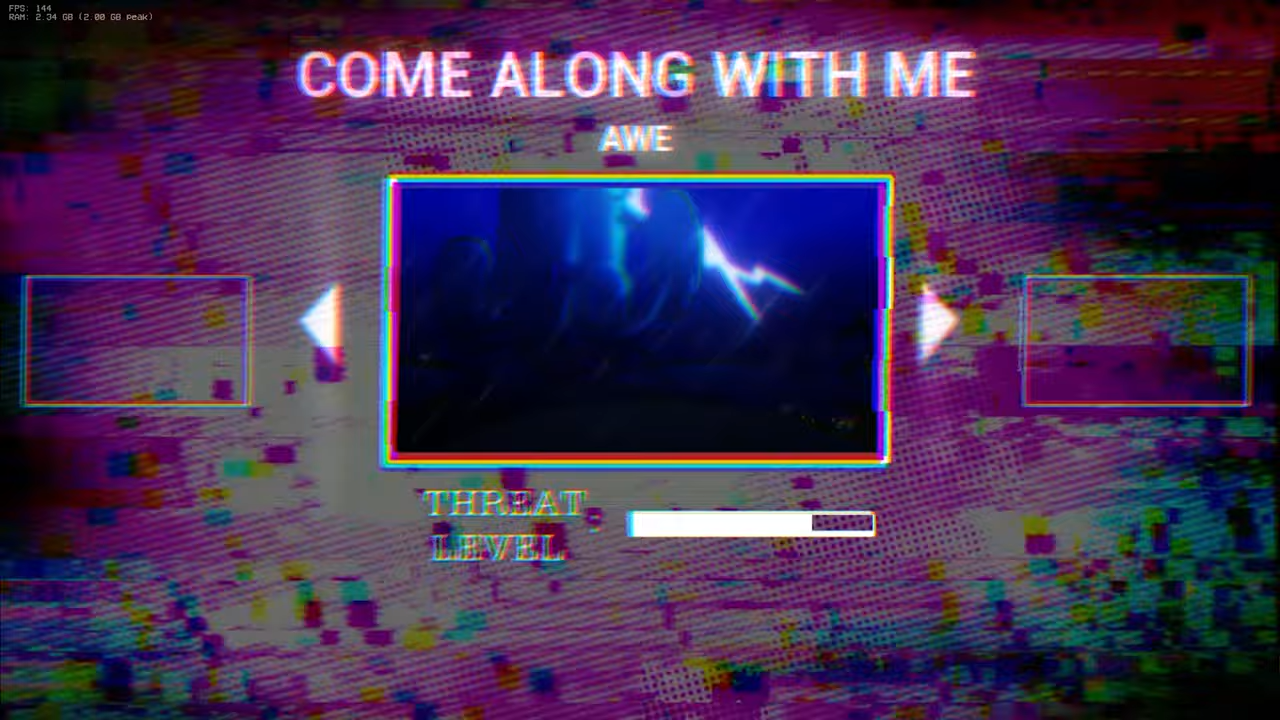 FPS: 144
RAM: 2.34 GB (2.00 GB peak)
COME ALONG WITH ME
AWE
THREAT
LEVEL